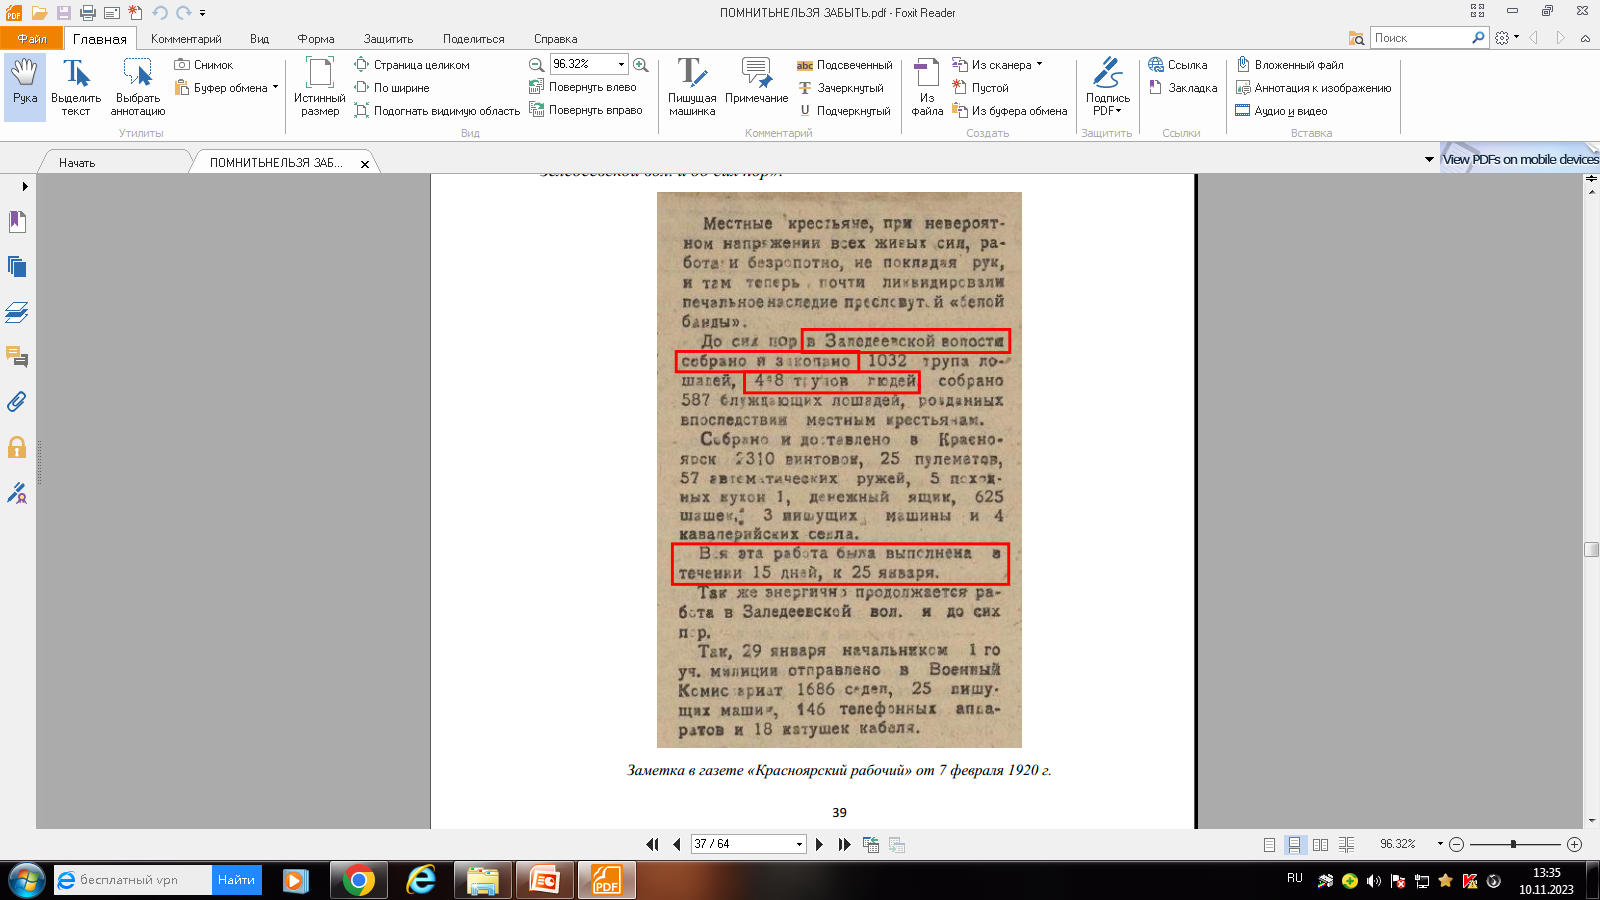 ПОМНИТЬНЕЛЬЗЯ ЗАБЫТЬ.pdf - Foxit Reader
Файл Главная Комментарий Вид Форма Защитить Поделиться Справка Поиск
Рука
Выделить текст
Выбрать аннотацию
Снимок
Буфер обмена
Утилиты
Истинный размер
Страница целиком
По ширине
Подогнать видимую область
96.32%
Повернуть влево
Повернуть вправо
Вид
Пишущая машинка
Примечание
Подсвеченный
Зачеркнутый
Подчеркнутый
Комментарий
Из файла
Из сканера
Пустой
Из буфера обмена
Создать
Подпись PDF
Защитить
Ссылка
Закладка
Ссылки
Вложенный файл
Аннотация к изображению
Аудио и видео
Вставка
Начать
ПОМНИТЬНЕЛЬЗЯ ЗАБ...
View PDFs on mobile devices
Местные крестьяне, при невероят-
ном напряжении всех живых сил, ра-
бота и безропотно, не покладая рук,
и там теперь почти ликвидировали
печальное наследие пресловут.й «белой
банды».
До сих пор в Заледеевской волости
собрано и закопано 1032 трупа ло-
шадей, трупов людей, собрано
587 блуждающих лошадей, розданных
впоследствии местным крестьянам.
Собрано и доставлено в Красно-
ярск 2310 винтовок, 25 пулеметов,
57 автоматических ружей, 5 поход-
ных кухон 1, денежный ящик, 625
шашек, 3 пишущих машины и 4
кавалерийских седла.
Вся эта работа была выполнена в
течении 15 дней, к 25 января.
Так же энергично продолжается ра-
бота в Заледеевской вол. и до сих
пор.
Так, 29 января начальником 1 го
уч. милиции отправлено в Военный
Комиссариат 1686 седел, 25 пишу-
щих машин, 146 телефонных аппа-
ратов и 18 катушек кабеля.
Заметка в газете «Красноярский рабочий» от 7 февраля 1920 г.
39
37 / 64
96.32%
бесплатный vpn Найти
RU
13:35
10.11.2023